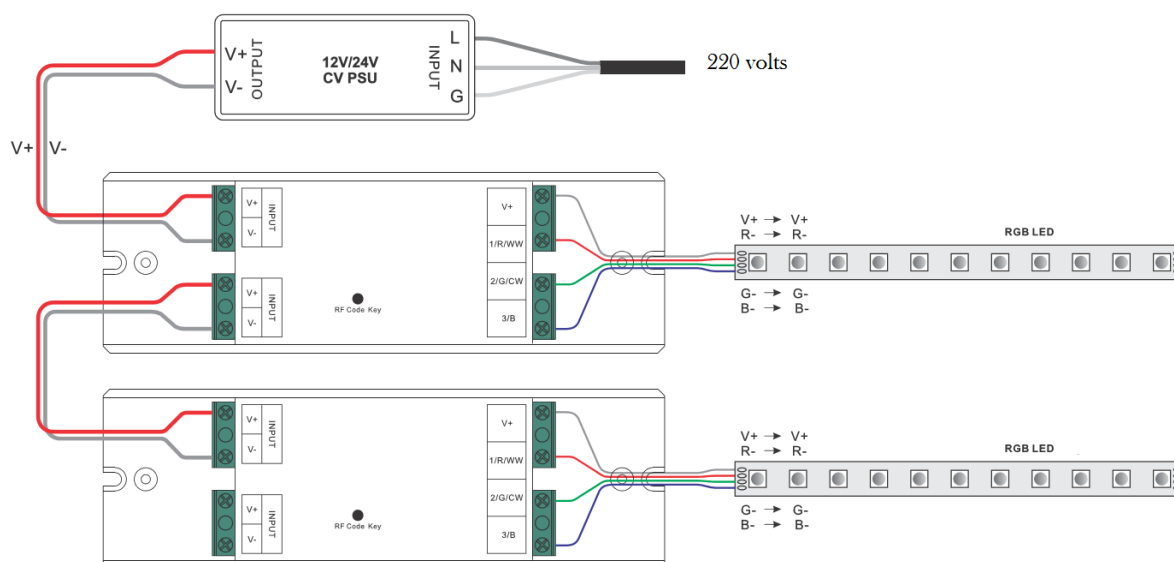 V+
V-
OUTPUT
12V/24V
CV PSU
INPUT
L
N
G
220 volts
V+ V-
V+
V-
INPUT
V+
V-
INPUT
RF Code Key
V+
1/R/WW
2/G/CW
3/B
V+ → V+
R- → R-
RGB LED
G- → G-
B- → B-
V+
V-
INPUT
V+
V-
INPUT
RF Code Key
V+
1/R/WW
2/G/CW
3/B
V+ → V+
R- → R-
RGB LED
G- → G-
B- → B-